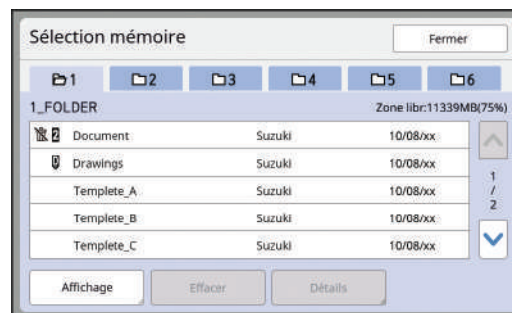 Sélection mémoire Fermer
1 2 3 4 5 6
1_FOLDER Zone libr:11339MB(75%)
2 Document Suzuki 10/08/xx
Drawings Suzuki 10/08/xx
Templete_A Suzuki 10/08/xx
Templete_B Suzuki 10/08/xx
Templete_C Suzuki 10/08/xx
1
/
2
Affichage Effacer Détails